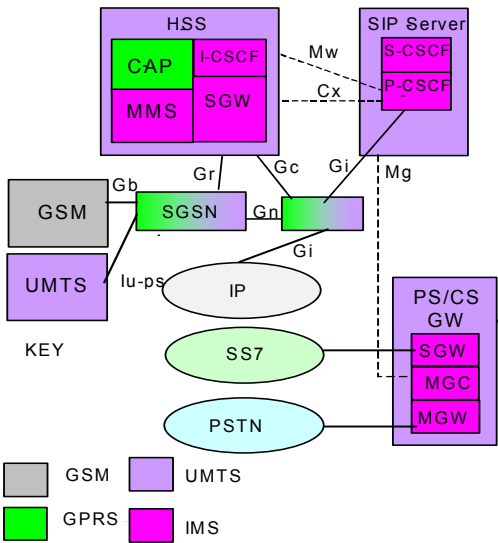 HSS
SIP Server
CAP
I-CSCF
MMS
SGW
S-CSCF
P-CSCF
Mw
Cx
Gr
Gc
Gi
Mg
Gb
GSM
SGSN
Gn
Gi
UMTS
Iu-ps
IP
PS/CS
GW
KEY
SS7
SGW
MGC
PSTN
MGW
GSM
UMTS
GPRS
IMS